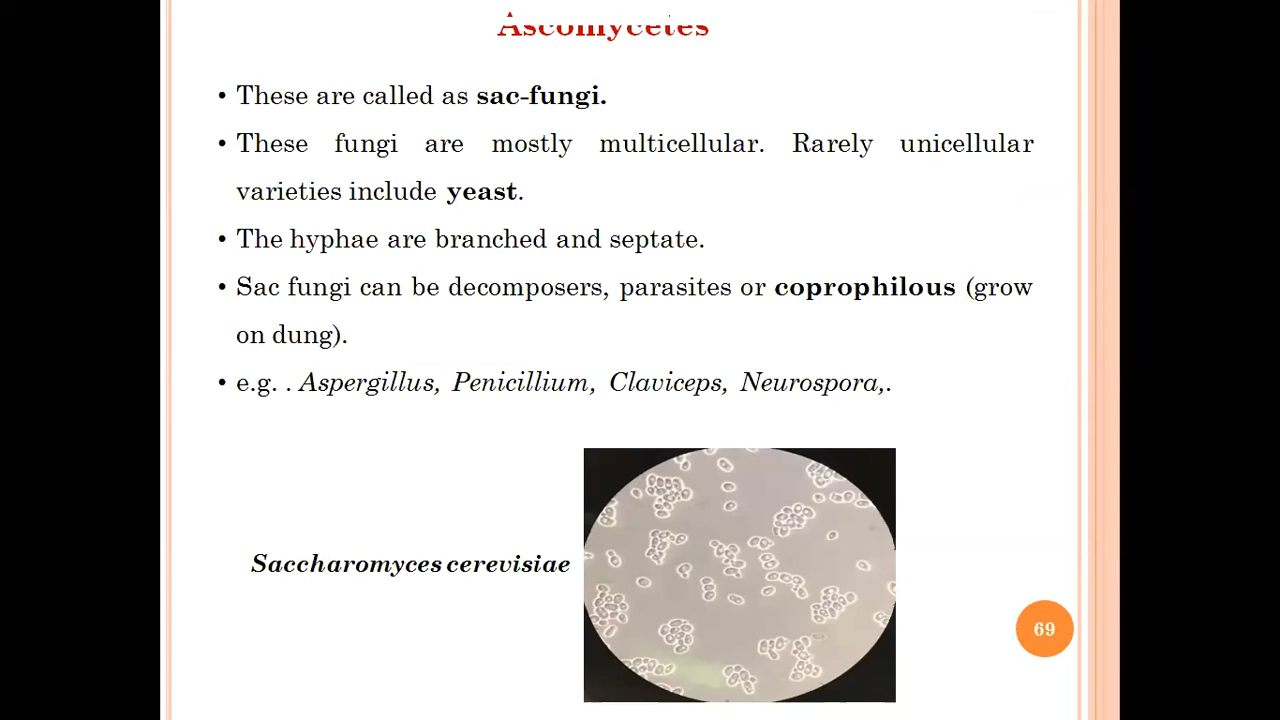 Ascomycetes
• These are called as sac-fungi.
• These fungi are mostly multicellular. Rarely unicellular
varieties include yeast.
• The hyphae are branched and septate.
• Sac fungi can be decomposers, parasites or coprophilous (grow
on dung).
• e.g. . Aspergillus, Penicillium, Claviceps, Neurospora,.
Saccharomyces cerevisiae
69